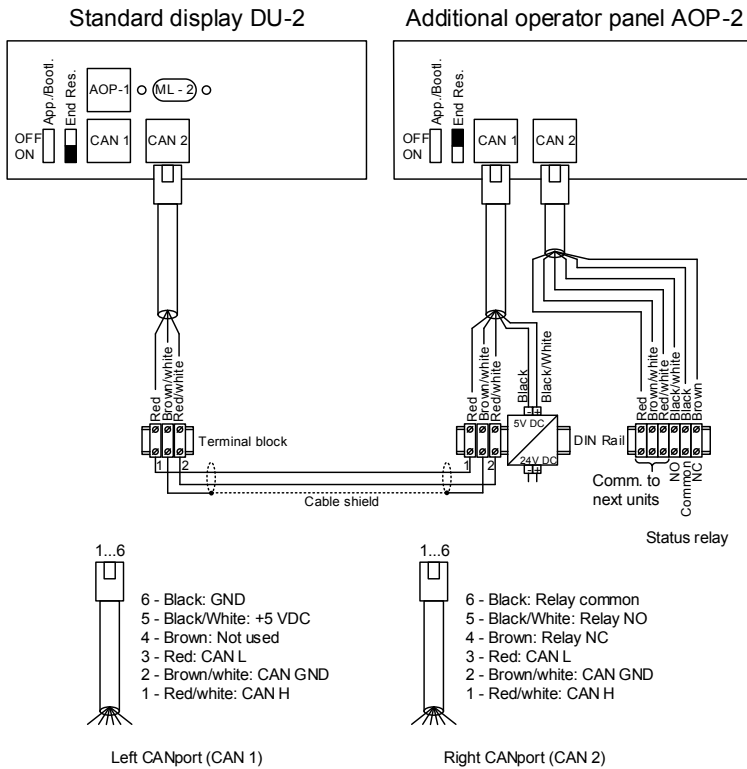 Standard display DU-2
Additional operator panel AOP-2
App./Bootl.
End Res.
AOP-1
ML - 2
OFF
ON
CAN 1
CAN 2
App./Bootl.
End Res.
OFF
ON
CAN 1
CAN 2
Red
Brown/white
Red/white
Terminal block
1
2
Cable shield
Red
Brown/white
Red/white
Black
Black/White
1
2
- +
5V DC
24V DC
- +
DIN Rail
Red
Brown/white
Red/white
Black/white
Black
Brown
Comm. to
next units
NO
Common
NC
Status relay
1...6
6 - Black: GND
5 - Black/White: +5 VDC
4 - Brown: Not used
3 - Red: CAN L
2 - Brown/white: CAN GND
1 - Red/white: CAN H
Left CANport (CAN 1)
1...6
6 - Black: Relay common
5 - Black/White: Relay NO
4 - Brown: Relay NC
3 - Red: CAN L
2 - Brown/white: CAN GND
1 - Red/white: CAN H
Right CANport (CAN 2)